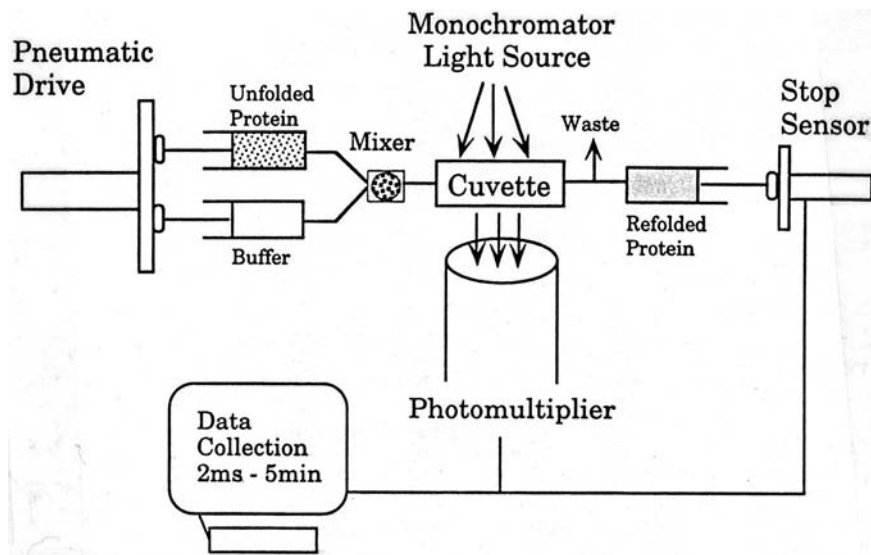 Pneumatic
Drive
Unfolded
Protein
Buffer
Mixer
Monochromator
Light Source
Cuvette
Waste
Refolded
Protein
Stop
Sensor
Photomultiplier
Data
Collection
2ms - 5min